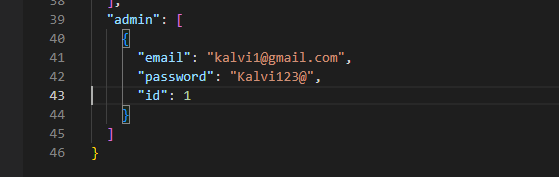 38 ],
39 "admin": [
40 {
41 "email": "kalvi1@gmail.com",
42 "password": "Kalvi123@",
43 "id": 1
44 }
45 ]
46 }